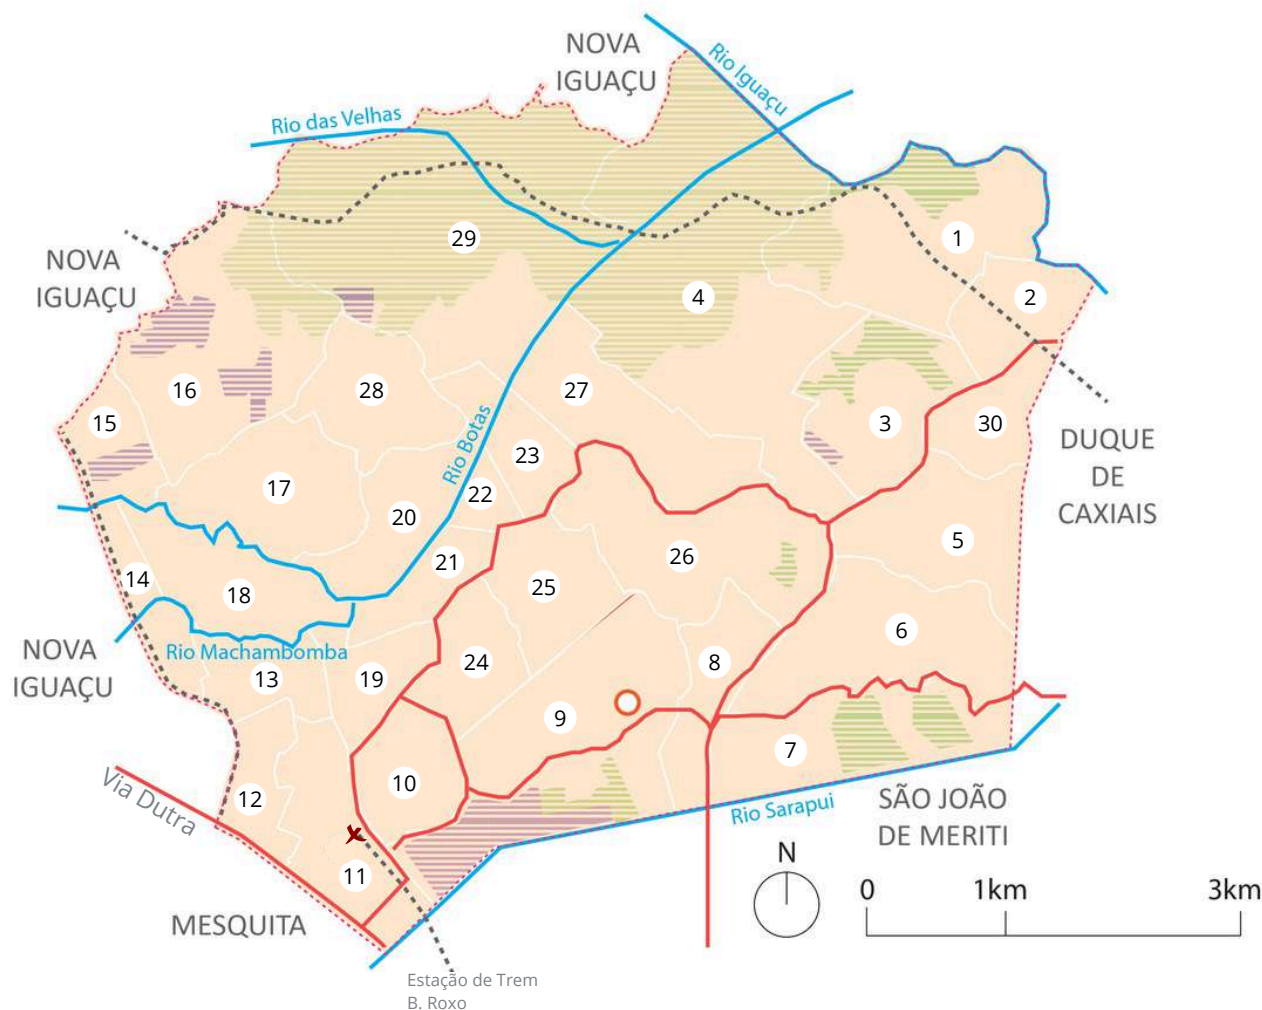 NOVA
IGUAÇU
Rio Iguaçu
Rio das Velhas
29
1
NOVA
IGUAÇU
4
2
16
28
27
15
3
30
DUQUE
DE
CAXIAIS
Rio Botas
23
17
22
20
5
21
26
14
25
18
6
NOVA
IGUAÇU
Rio Machambomba
13
19
24
8
9
7
10
12
Via Dutra
SÃO JOÃO
DE MERITI
Rio Sarapui
11
N
0
1km
3km
MESQUITA
Estação de Trem
B. Roxo